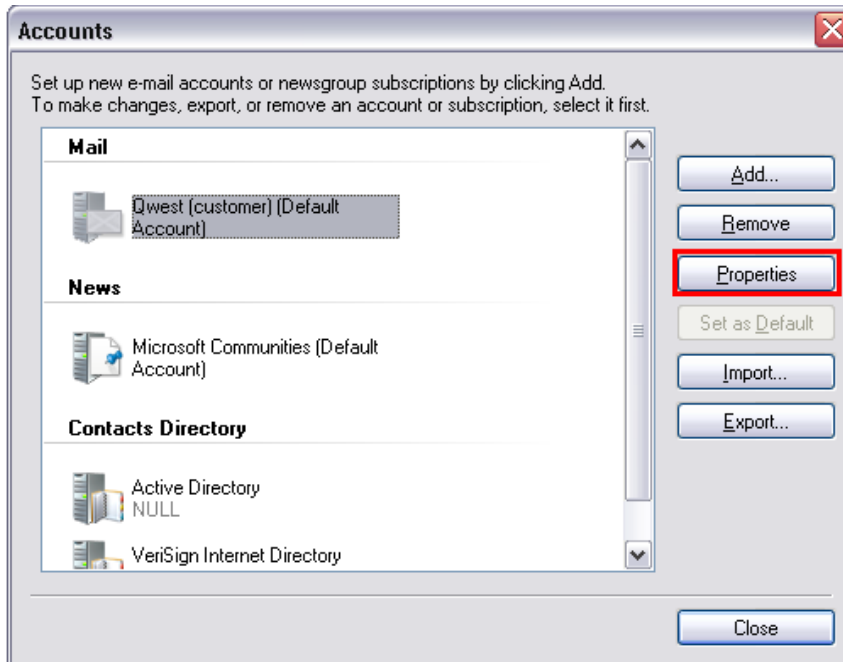 Accounts
Set up new e-mail accounts or newsgroup subscriptions by clicking Add.
To make changes, export, or remove an account or subscription, select it first.
Mail
Qwest (customer) (Default
Account)
News
Microsoft Communities (Default
Account)
Contacts Directory
Active Directory
NULL
VeriSign Internet Directory
Add...
Remove
Properties
Set as Default
Import...
Export...
Close